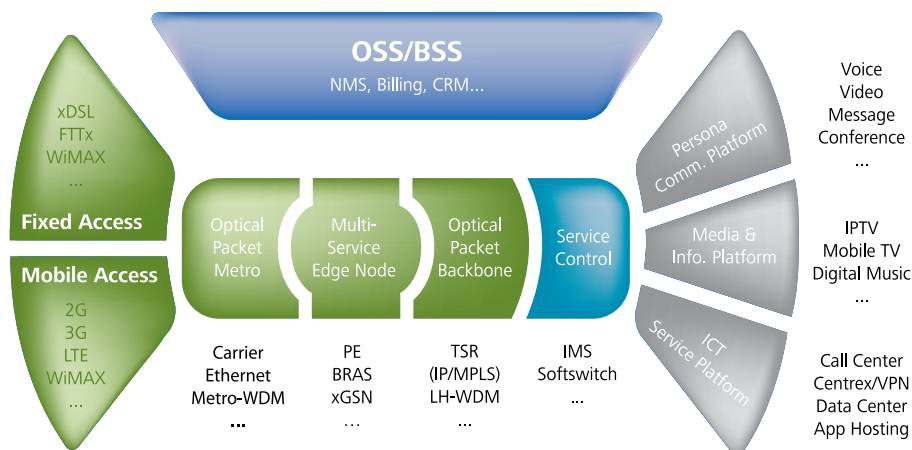 OSS/BSS
NMS, Billing, CRM...
xDSL
FTTx
WiMAX
...
Fixed Access
Mobile Access
2G
3G
LTE
WiMAX
...
Optical
Packet
Metro
Multi-
Service
Edge Node
Optical
Packet
Backbone
Service
Control
Carrier
Ethernet
Metro-WDM
...
PE
BRAS
xGSN
...
TSR
(IP/MPLS)
LH-WDM
...
IMS
Softswitch
...
Persona
Comm. Platform
Media &
Info. Platform
ICT
Service Platform
Voice
Video
Message
Conference
...
IPTV
Mobile TV
Digital Music
...
Call Center
Centrex/VPN
Data Center
App Hosting